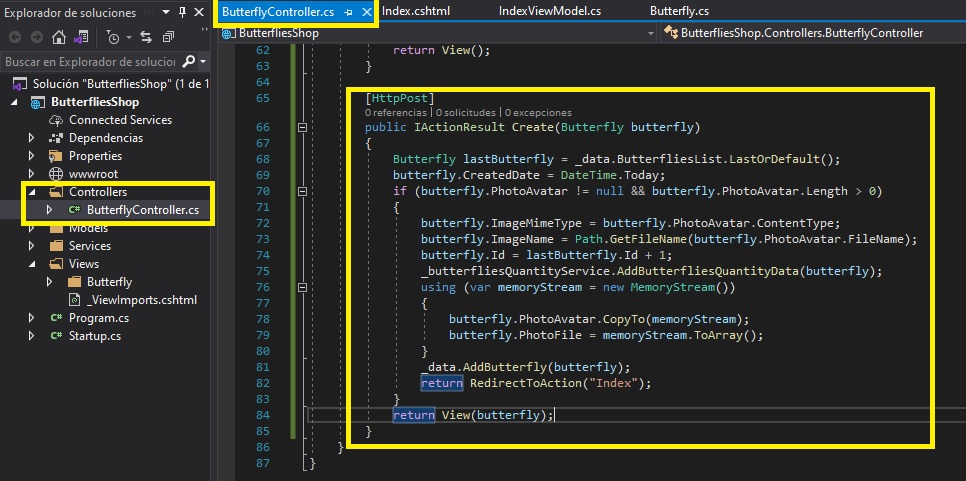 Explorador de soluciones
Buscar en Explorador de solucion
Solución "ButterfliesShop" (1 de 1
ButterfliesShop
Connected Services
Dependencias
Properties
wwwroot
Controllers
ButterflyController.cs
Models
Services
Views
Butterfly
_ViewImports.cshtml
Program.cs
Startup.cs
ButterflyController.cs Index.cshtml IndexViewModel.cs Butterfly.cs
ButterfliesShop ButterfliesShop.Controllers.ButterflyController
62 return View();
63 }
64
65 [HttpPost]
0 referencias | 0 solicitudes | 0 excepciones
66 public IActionResult Create(Butterfly butterfly)
67 {
68 Butterfly lastButterfly = _data.ButterfliesList.LastOrDefault();
69 butterfly.CreatedDate = DateTime.Today;
70 if (butterfly.PhotoAvatar != null && butterfly.PhotoAvatar.Length > 0)
71 {
72 butterfly.ImageMimeType = butterfly.PhotoAvatar.ContentType;
73 butterfly.ImageName = Path.GetFileName(butterfly.PhotoAvatar.FileName);
74 butterfly.Id = lastButterfly.Id + 1;
75 _butterfliesQuantityService.AddButterfliesQuantityData(butterfly);
76 using (var memoryStream = new MemoryStream())
77 {
78 butterfly.PhotoAvatar.CopyTo(memoryStream);
79 butterfly.PhotoFile = memoryStream.ToArray();
80 }
81 _data.AddButterfly(butterfly);
82 return RedirectToAction("Index");
83 }
84 return View(butterfly);
85 }
86 }
87 }